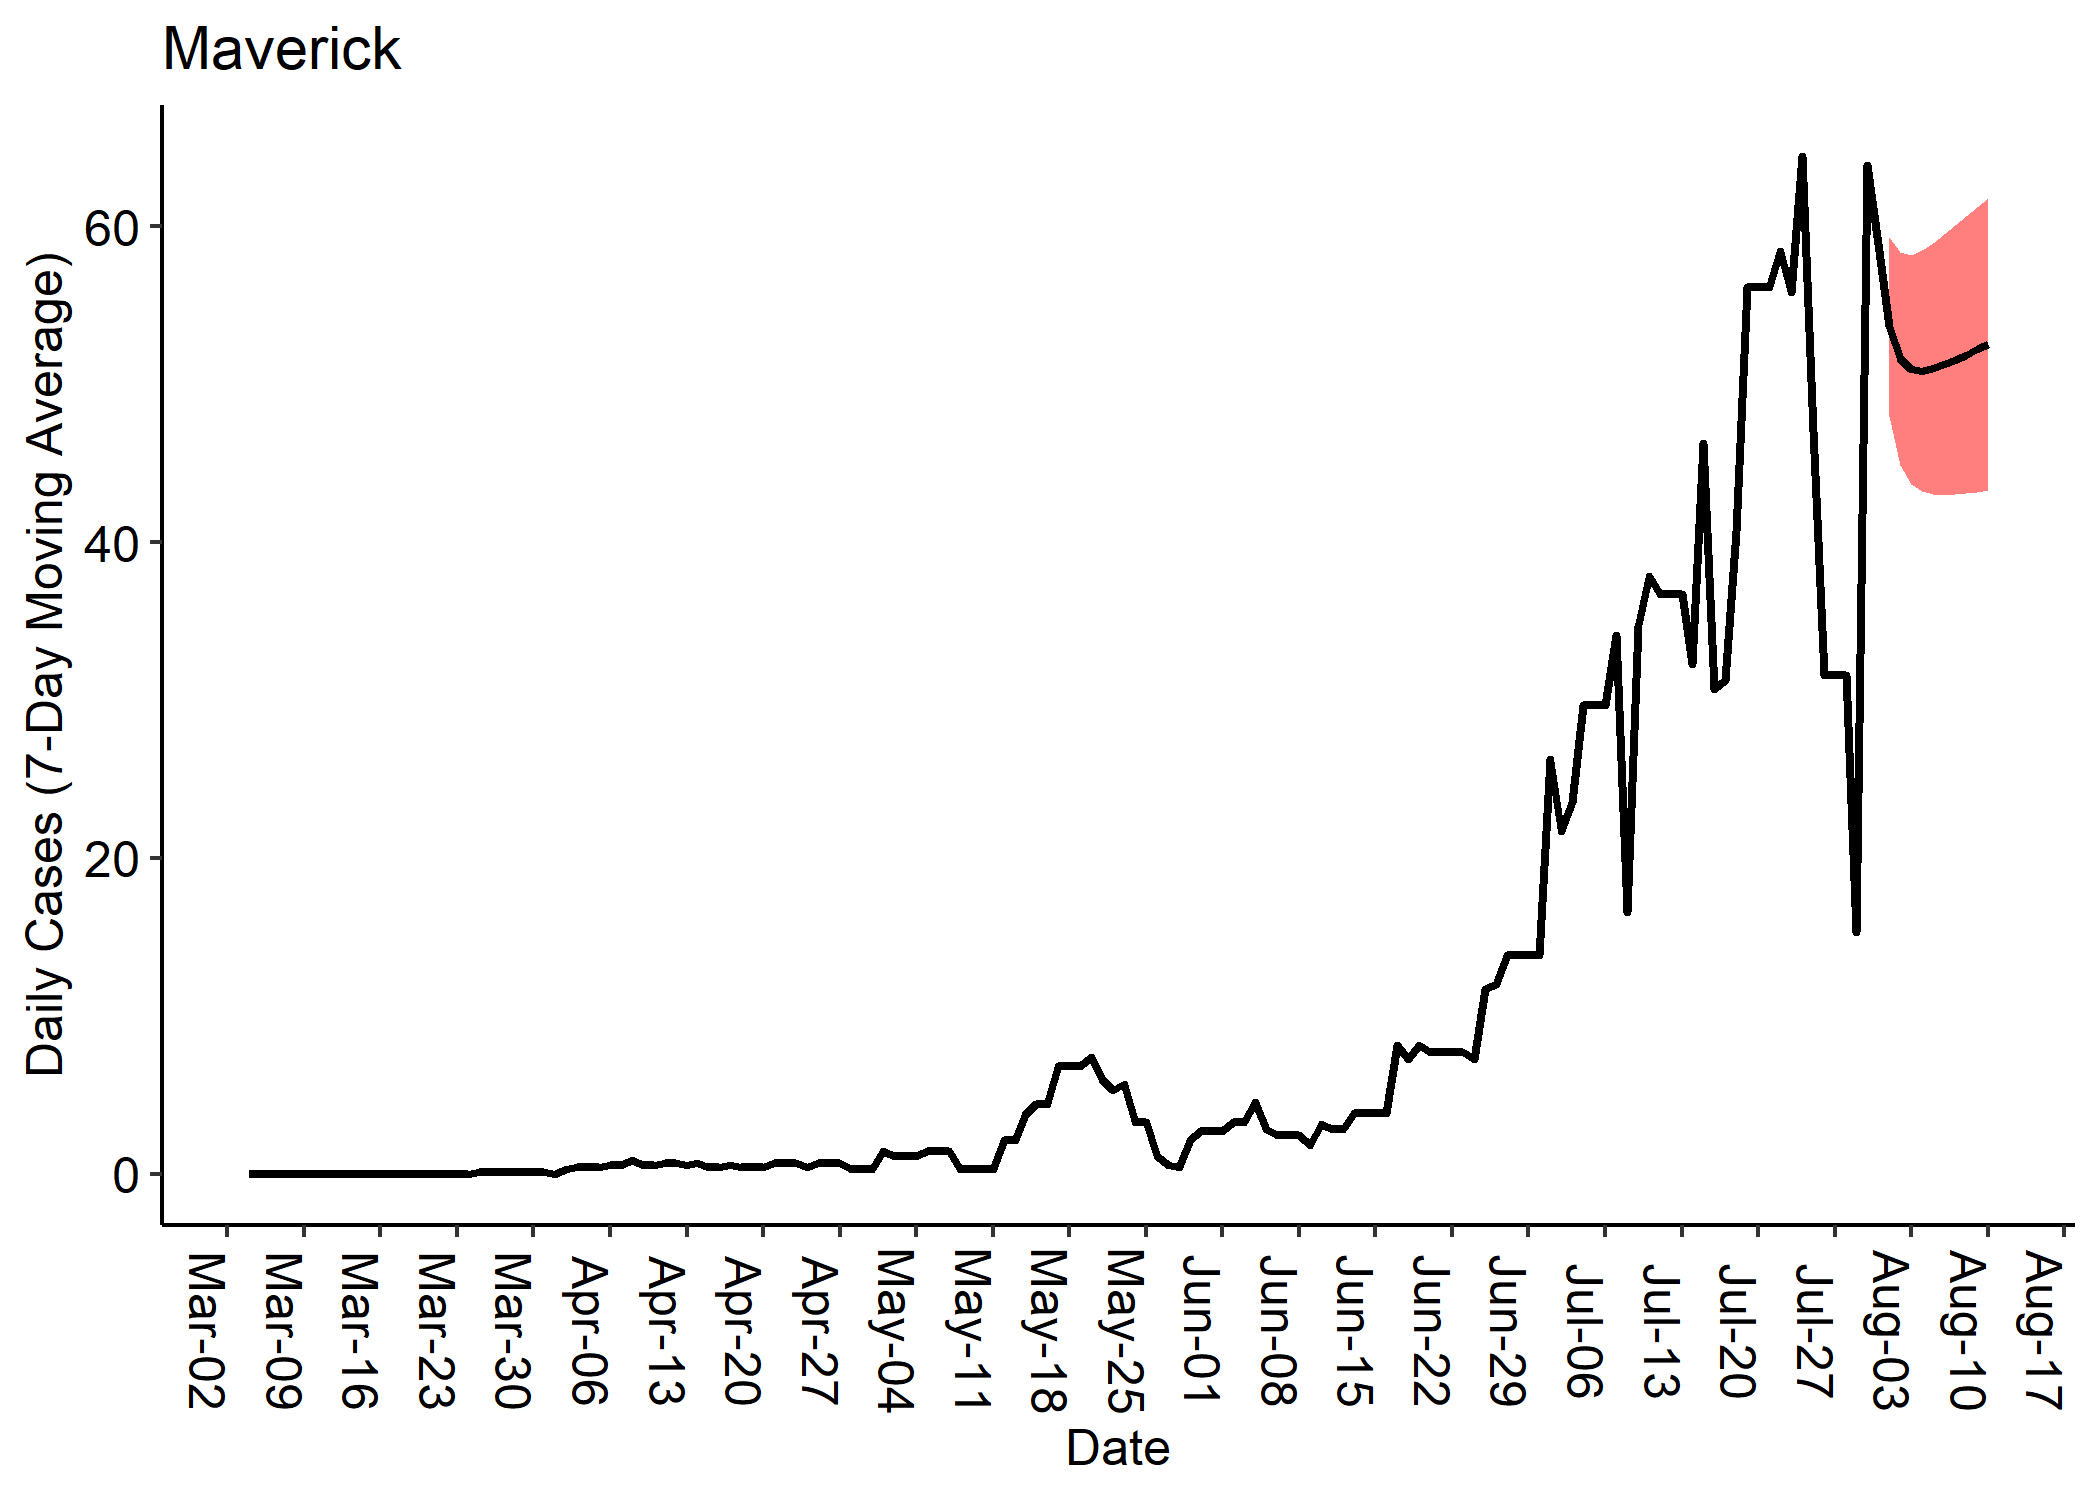 Maverick
Daily Cases (7-Day Moving Average)
60
40
20
0
Mar-02
Mar-09
Mar-16
Mar-23
Mar-30
Apr-06
Apr-13
Apr-20
Apr-27
May-04
May-11
May-18
May-25
Jun-01
Jun-08
Jun-15
Jun-22
Jun-29
Jul-06
Jul-13
Jul-20
Jul-27
Aug-03
Aug-10
Aug-17
Date